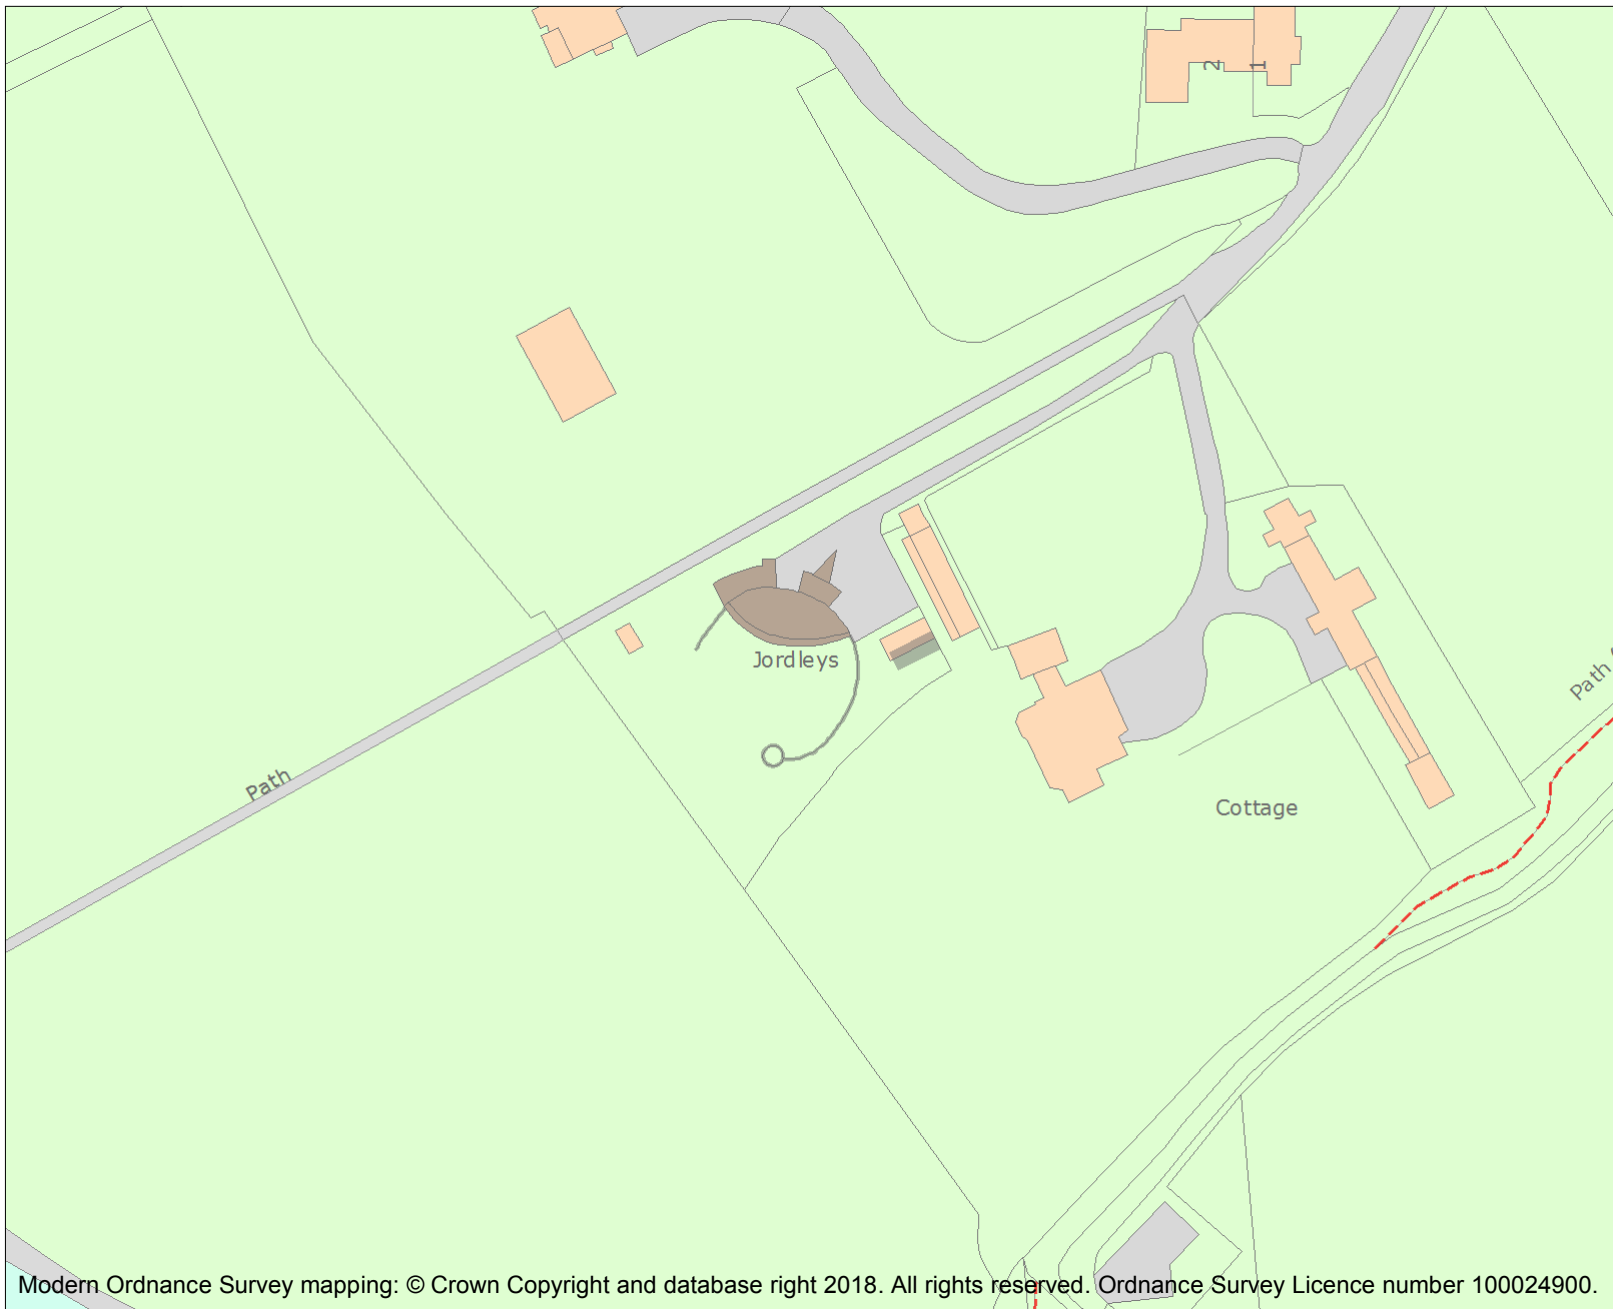 2
1
Jordleys
Path
Path
Cottage
Modern Ordnance Survey mapping: © Crown Copyright and database right 2018. All rights reserved. Ordnance Survey Licence number 100024900.